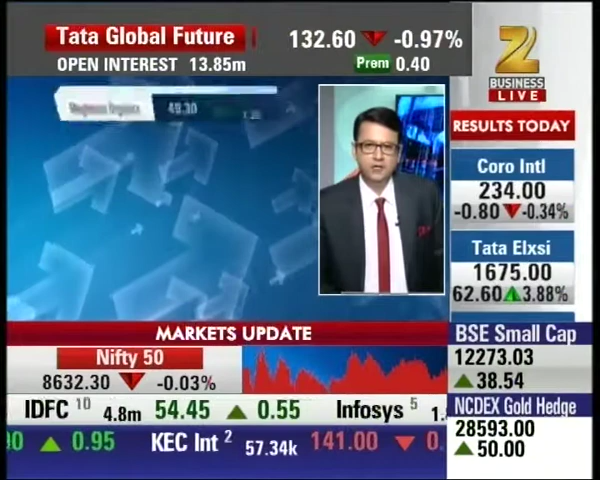 Tata Global Future 132.60 -0.97%
OPEN INTEREST 13.85m Prem 0.40
Z
BUSINESS
LIVE
49.30
RESULTS TODAY
Coro Intl
234.00
-0.80 -0.34%
Tata Elxsi
1675.00
62.60 3.88%
MARKETS UPDATE
Nifty 50
8632.30 -0.03%
BSE Small Cap
12273.03
38.54
IDFC 10 4.8m 54.45 0.55 Infosys 5 1.
NCDEX Gold Hedge
28593.00
50.00
0 0.95 KEC Int 2 57.34k 141.00 0.